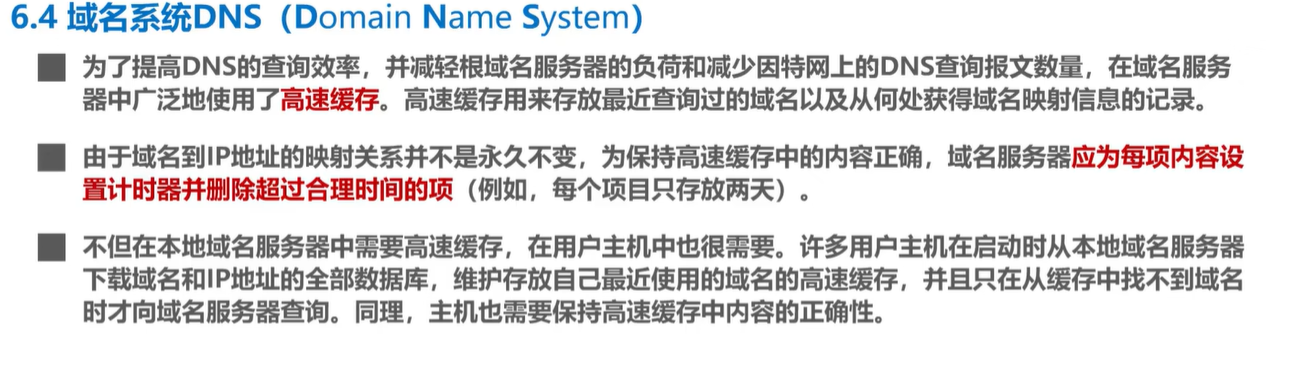 6.4 域名系统DNS（Domain Name System）
为了提高DNS的查询效率，并减轻根域名服务器的负荷和减少因特网上的DNS查询报文数量，在域名服务
器中广泛地使用了高速缓存。高速缓存用来存放最近查询过的域名以及从何处获得域名映射信息的记录。
由于域名到IP地址的映射关系并不是永久不变，为保持高速缓存中的内容正确，域名服务器应为每项内容设
置计时器并删除超过合理时间的项（例如，每个项目只存放两天）。
不但在本地域名服务器中需要高速缓存，在用户主机中也很需要。许多用户主机在启动时从本地域名服务器
下载域名和IP地址的全部数据库，维护存放自己最近使用的域名的高速缓存，并且只在从缓存中找不到域名
时才向域名服务器查询。同理，主机也需要保持高速缓存中内容的正确性。